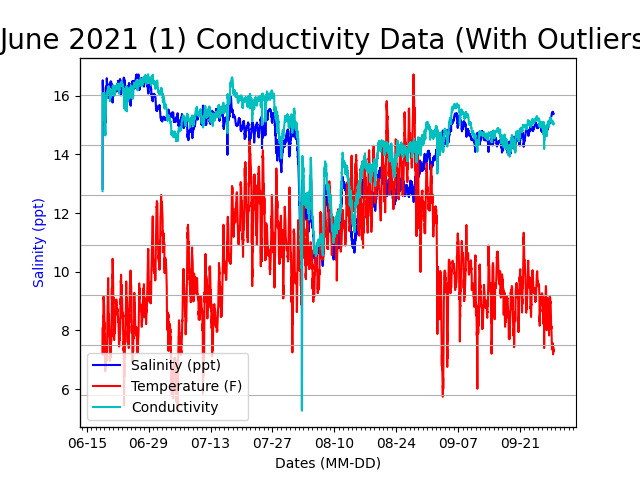 June 2021 (1) Conductivity Data (With Outliers
16
14
12
10
8
6
Salinity (ppt)
Salinity (ppt)
Temperature (F)
Conductivity
06-15 06-29 07-13 07-27 08-10 08-24 09-07 09-21
Dates (MM-DD)